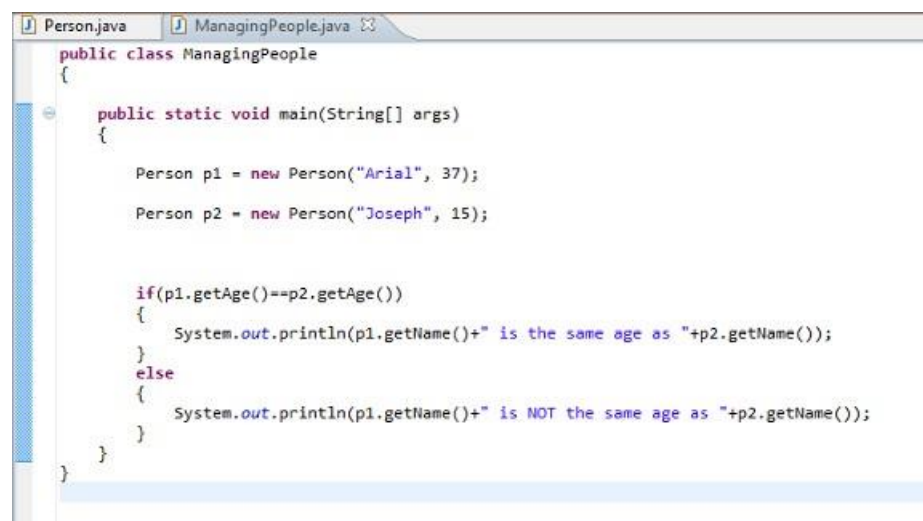 Person.java ManagingPeople.java
public class ManagingPeople
{
public static void main(String[] args)
{
Person p1 = new Person("Arial", 37);
Person p2 = new Person("Joseph", 15);
if(p1.getAge()==p2.getAge())
{
System.out.println(p1.getName()+" is the same age as "+p2.getName());
}
else
{
System.out.println(p1.getName()+" is NOT the same age as "+p2.getName());
}
}
}